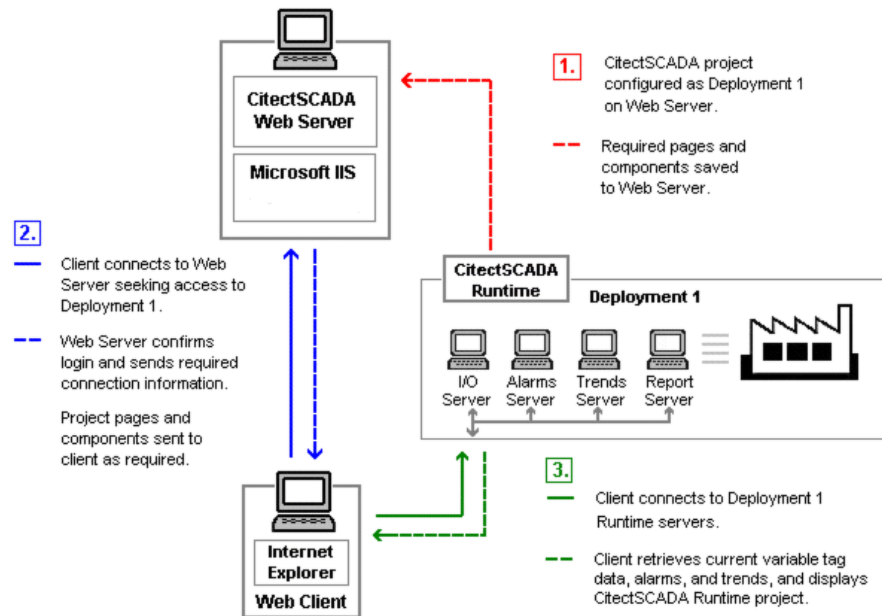 CitectSCADA
Web Server
Microsoft IIS
1.
CitectSCADA project
configured as Deployment 1
on Web Server.
Required pages and
components saved
to Web Server.
2.
Client connects to Web
Server seeking access to
Deployment 1.
Web Server confirms
login and sends required
connection information.
Project pages and
components sent to
client as required.
CitectSCADA
Runtime
Deployment 1
I/O
Server
Alarms
Server
Trends
Server
Report
Server
3.
Client connects to Deployment 1
Runtime servers.
Client retrieves current variable tag
data, alarms, and trends, and displays
CitectSCADA Runtime project.
Internet
Explorer
Web Client